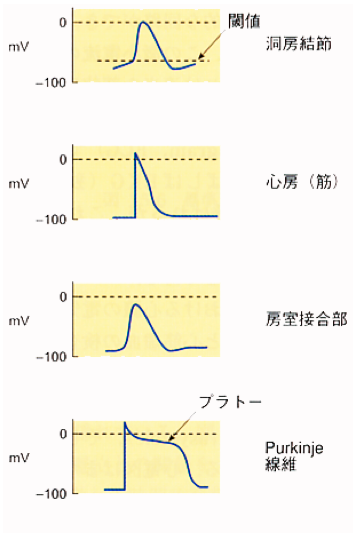 閾値
0
mV
洞房結節
−100
0
mV
心房（筋）
−100
0
房室接合部
mV
−100
プラトー
0
Purkinje
線維
mV
−100